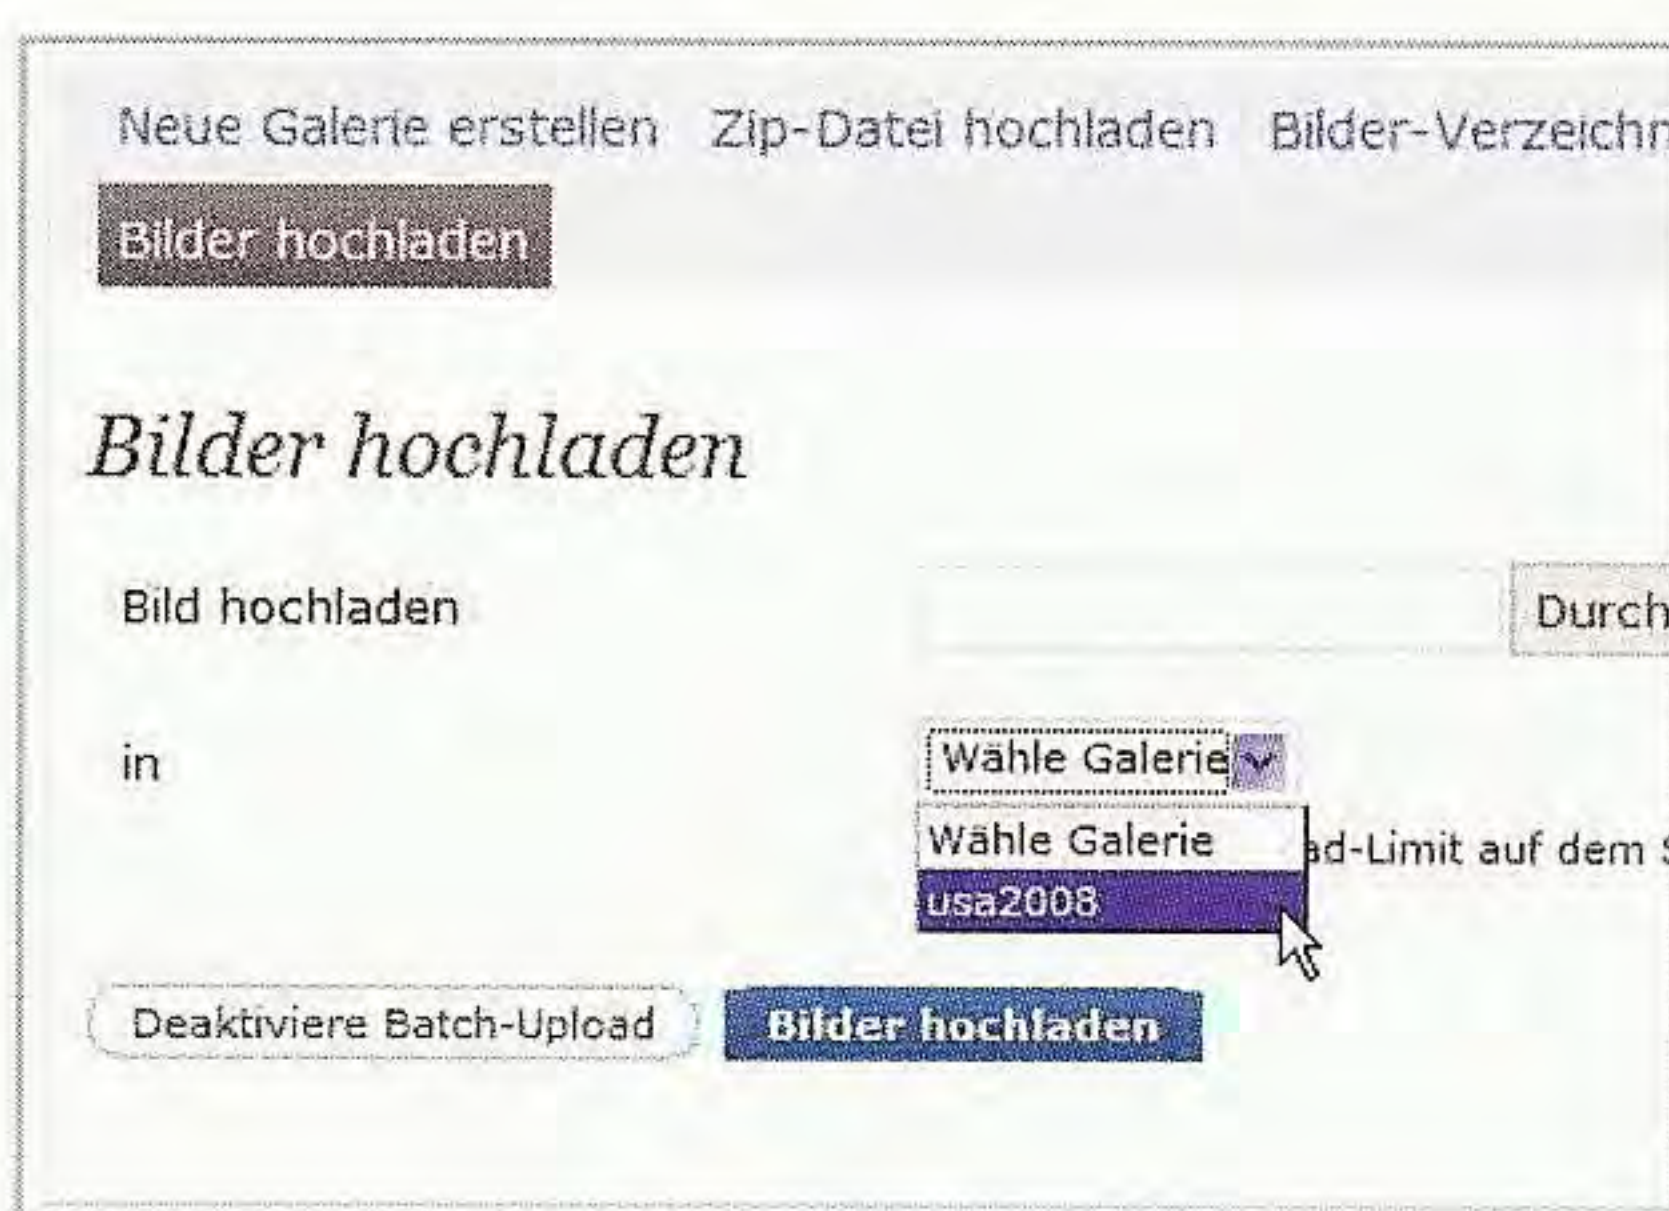 Neue Galerie erstellen Zip-Datei hochladen Bilder-Verzeichn
Bilder hochladen
Bilder hochladen
Bild hochladen Durch
in Wähle Galerie
Wähle Galerie
ad-Limit auf dem S
usa2008
Deaktiviere Batch-Upload Bilder hochladen